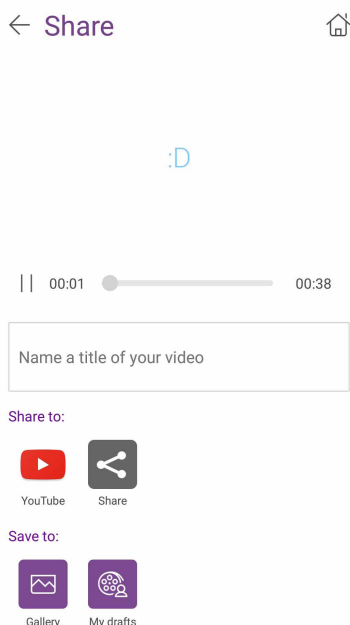 Share
:D
00:01
00:38
Name a title of your video
Share to:
YouTube
Share
Save to:
Gallery
My drafts